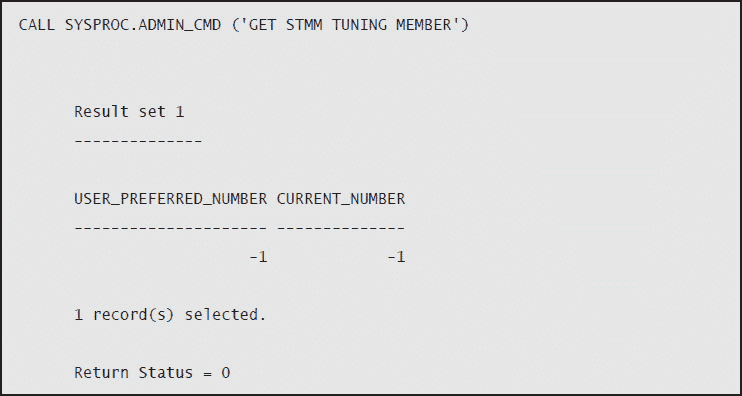 CALL SYSPROC.ADMIN_CMD ('GET STMM TUNING MEMBER')
Result set 1
--------------
USER_PREFERRED_NUMBER CURRENT_NUMBER
--------------------- --------------
-1 -1
1 record(s) selected.
Return Status = 0